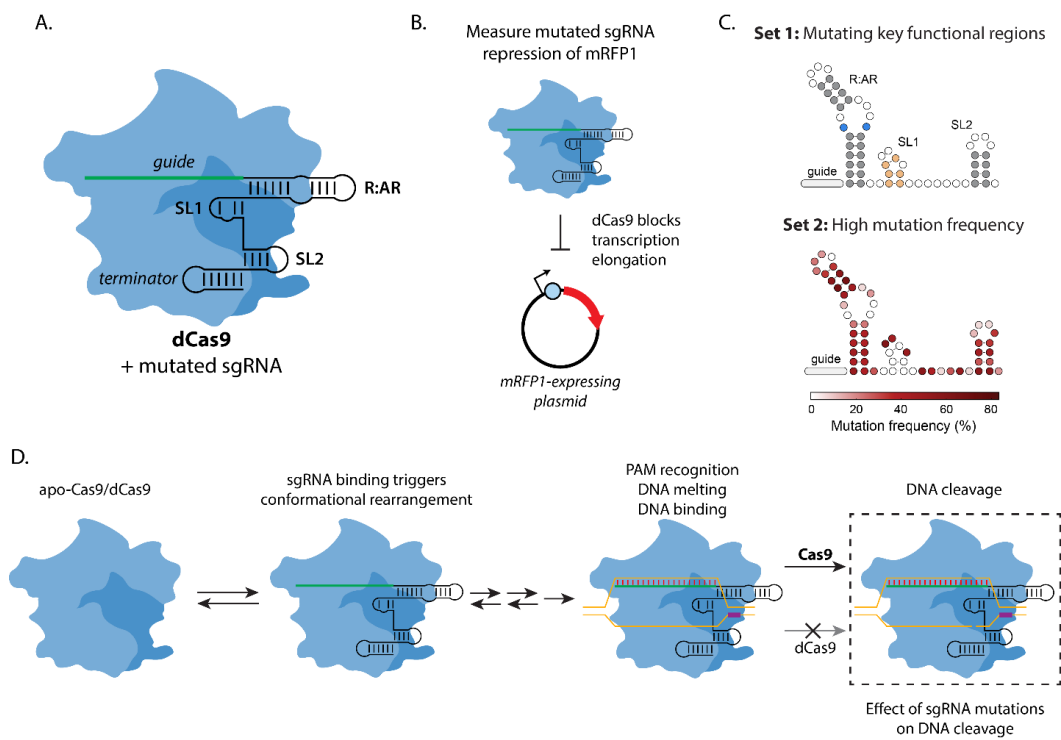 A.
guide
R:AR
SL1
SL2
terminator
dCas9
+ mutated sgRNA
B.
Measure mutated sgRNA
repression of mRFP1
dCas9 blocks
transcription
elongation
mRFP1-expressing
plasmid
C.
Set 1: Mutating key functional regions
R:AR
SL2
SL1
guide
Set 2: High mutation frequency
guide
0 20 40 60 80
Mutation frequency (%)
D.
apo-Cas9/dCas9
sgRNA binding triggers
conformational rearrangement
PAM recognition
DNA melting
DNA binding
Cas9
dCas9
DNA cleavage
Effect of sgRNA mutations
on DNA cleavage